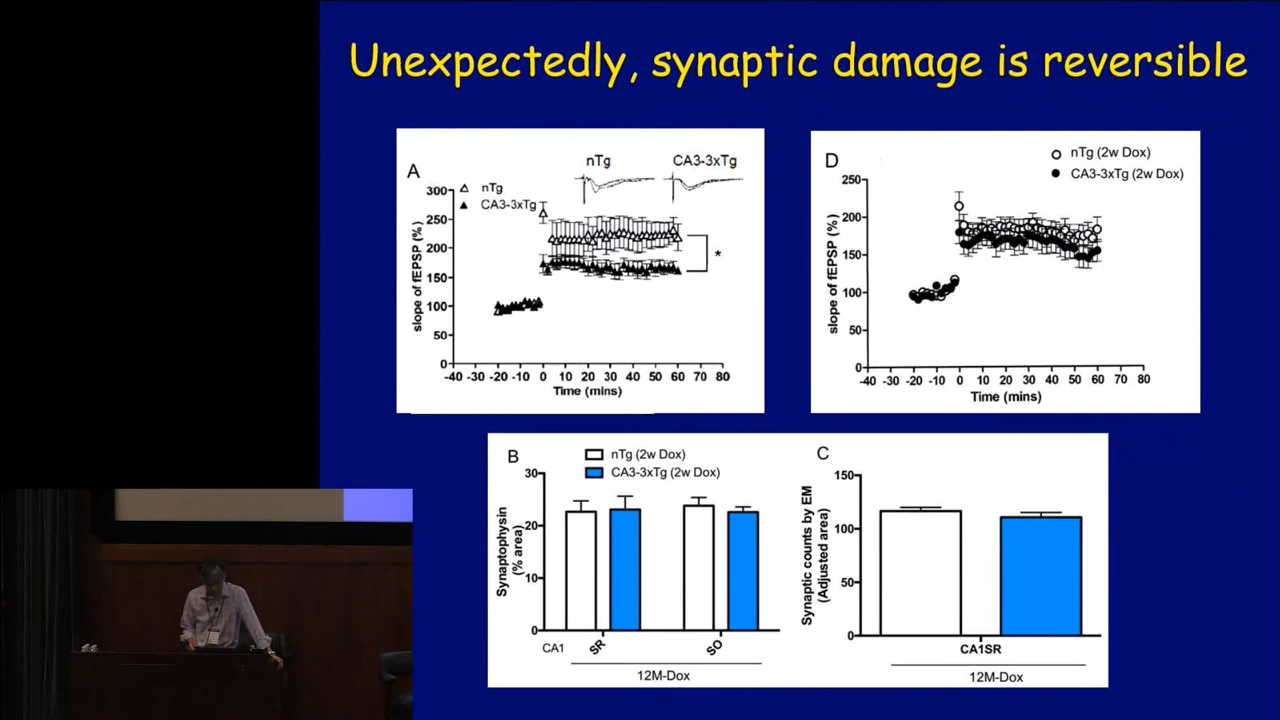 Unexpectedly, synaptic damage is reversible
A
nTg
CA3-3xTg
nTg
CA3-3xTg
300
250
200
150
100
50
0
*
slope of fEPSP (%)
-40 -30 -20 -10 0 10 20 30 40 50 60 70 80
Time (mins)
D
nTg (2w Dox)
CA3-3xTg (2w Dox)
250
200
150
100
50
0
slope of fEPSP (%)
-40 -30 -20 -10 0 10 20 30 40 50 60 70 80
Time (mins)
B
nTg (2w Dox)
CA3-3xTg (2w Dox)
30
20
10
0
Synaptophysin
(% area)
CA1
SR
SO
12M-Dox
C
150
100
50
0
Synaptic counts by EM
(Adjusted area)
CA1SR
12M-Dox